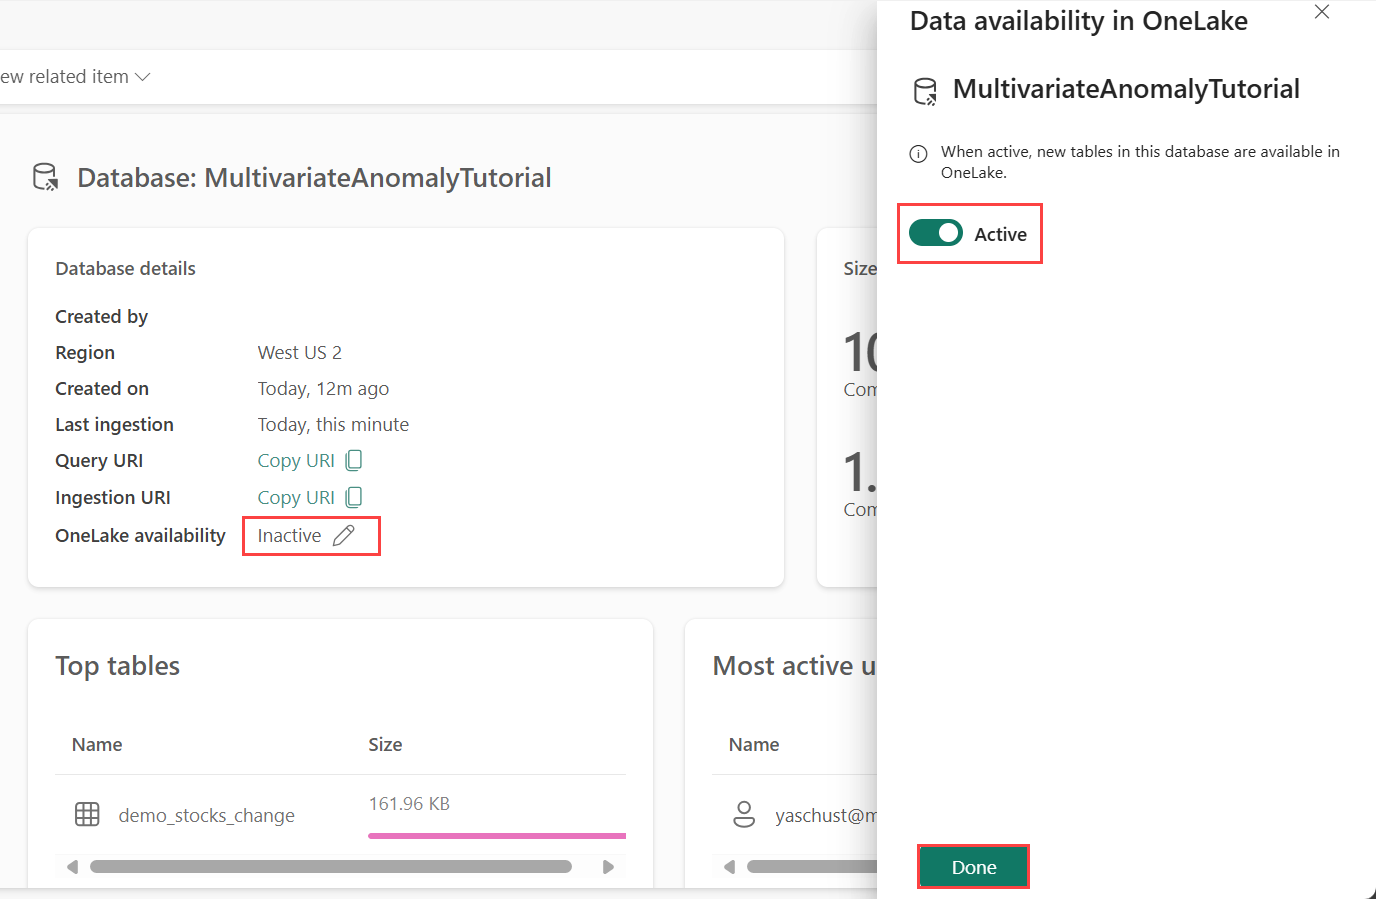 ew related item
Database: MultivariateAnomalyTutorial
Database details
Created by
Region West US 2
Created on Today, 12m ago
Last ingestion Today, this minute
Query URI Copy URI
Ingestion URI Copy URI
OneLake availability Inactive
Size
10
Com
1.
Com
Top tables
Name Size
demo_stocks_change 161.96 KB
Most active u
Name
yaschust@m
Data availability in OneLake
MultivariateAnomalyTutorial
When active, new tables in this database are available in
OneLake.
Active
Done